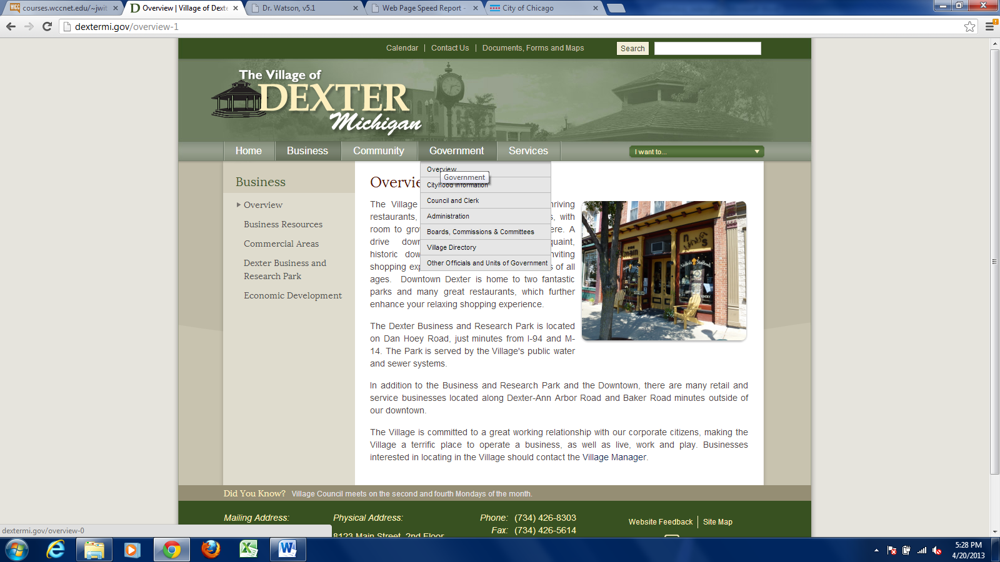 courses.wccnet.edu/~jwit
Overview | Village of Dexte
Dr. Watson, v5.1
Web Page Speed Report -
City of Chicago
dextermi.gov/overview-1
Calendar | Contact Us | Documents, Forms and Maps
Search
The Village of
DEXTER
Michigan
Home
Business
Community
Government
Services
I want to...
Business
Overview
Business Resources
Commercial Areas
Dexter Business and
Research Park
Economic Development
Overview
Government
Cityhood Information
Council and Clerk
Administration
Boards, Commissions & Committees
Village Directory
Other Officials and Units of Government
Overvie
The Village hriving
restaurants, s, with
room to gro ere. A
drive dow quaint,
historic dow nviting
shopping exp s of all
ages. Downtown Dexter is home to two fantastic
parks and many great restaurants, which further
enhance your relaxing shopping experience.
The Dexter Business and Research Park is located
on Dan Hoey Road, just minutes from I-94 and M-
14. The Park is served by the Village's public water
and sewer systems.
In addition to the Business and Research Park and the Downtown, there are many retail and
service businesses located along Dexter-Ann Arbor Road and Baker Road minutes outside of
our downtown.
The Village is committed to a great working relationship with our corporate citizens, making the
Village a terrific place to operate a business, as well as live, work and play. Businesses
interested in locating in the Village should contact the Village Manager.
Did You Know? Village Council meets on the second and fourth Mondays of the month.
Mailing Address:
Physical Address:
8123 Main Street, 2nd Floor
Phone: (734) 426-8303
Fax: (734) 426-5614
Website Feedback | Site Map
dextermi.gov/overview-0
5:28 PM
4/20/2013